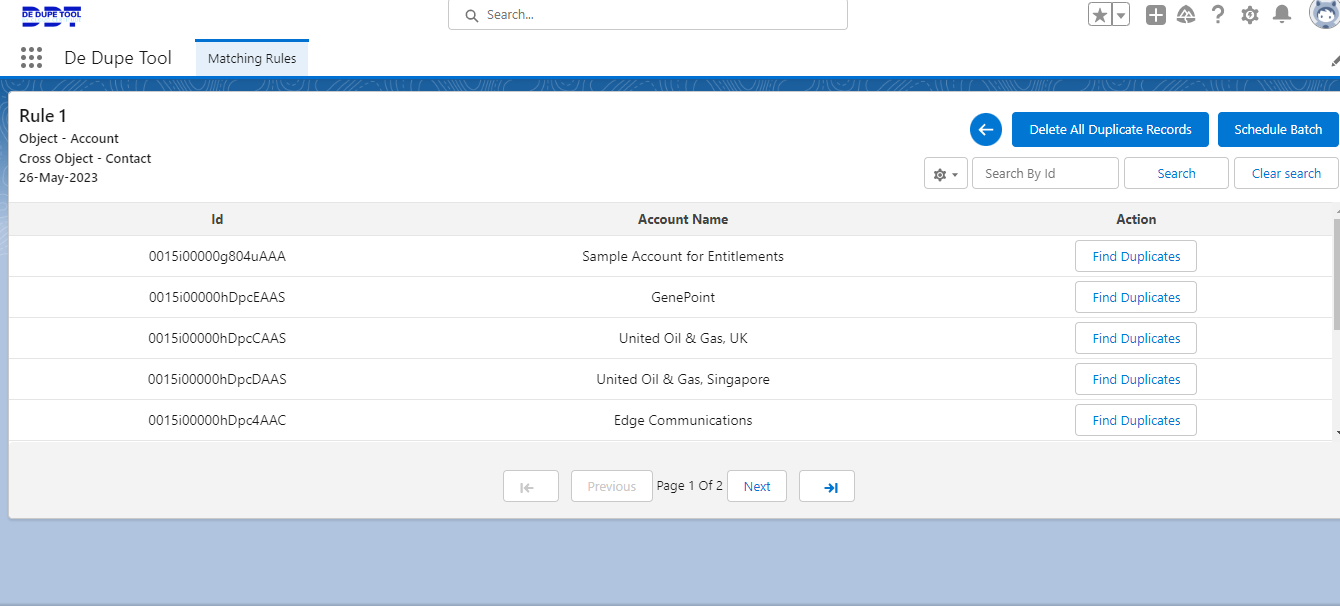 DE DUPE TOOL
DDT
Search...
De Dupe Tool
Matching Rules
Rule 1
Object - Account
Cross Object - Contact
26-May-2023
Delete All Duplicate Records
Schedule Batch
Search By Id
Search
Clear search
Id Account Name Action
0015i00000g804uAAA Sample Account for Entitlements Find Duplicates
0015i00000hDpcEAAS GenePoint Find Duplicates
0015i00000hDpcCAAS United Oil & Gas, UK Find Duplicates
0015i00000hDpcDAAS United Oil & Gas, Singapore Find Duplicates
0015i00000hDpc4AAC Edge Communications Find Duplicates
Previous Page 1 Of 2 Next